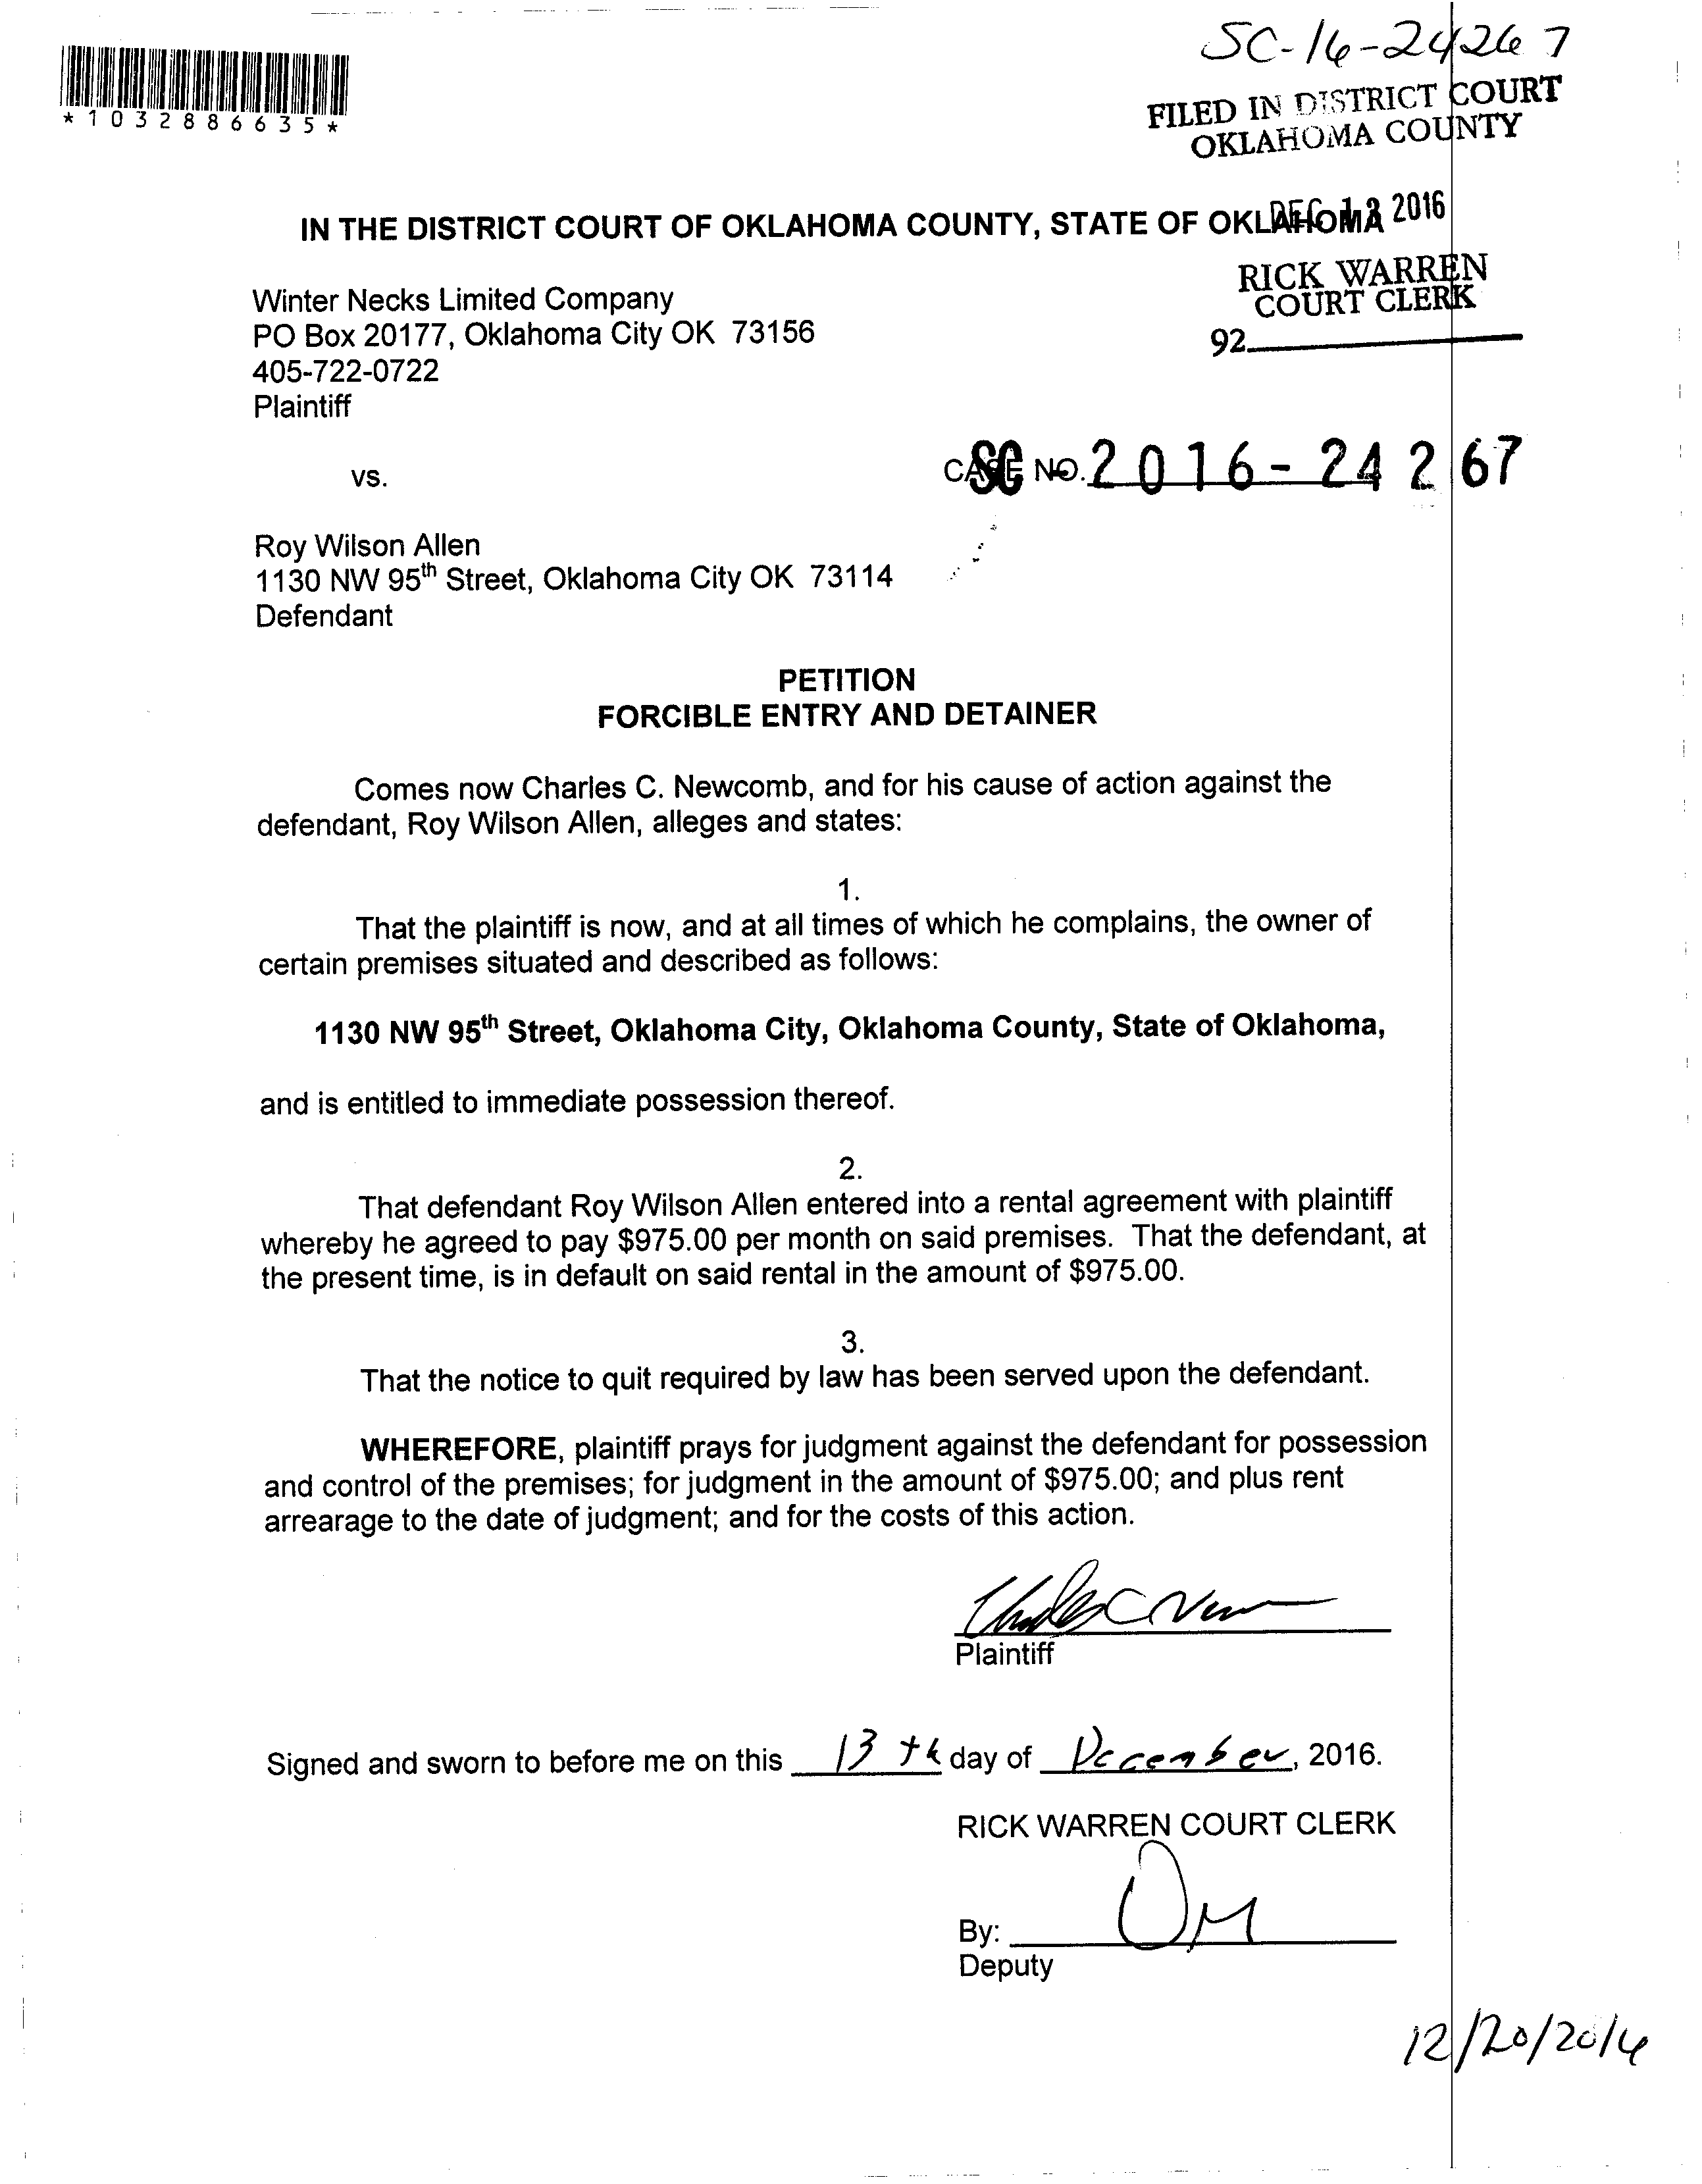 SC-16-24267
*1032886635*
FILED IN DISTRICT COURT
OKLAHOMA COUNTY
DEC 13 2016
IN THE DISTRICT COURT OF OKLAHOMA COUNTY, STATE OF OKLAHOMA
RICK WARREN
COURT CLERK
92
Winter Necks Limited Company
PO Box 20177, Oklahoma City OK 73156
405-722-0722
Plaintiff
vs.
CASE NO. SC 2016-24267
Roy Wilson Allen
1130 NW 95th Street, Oklahoma City OK 73114
Defendant
PETITION
FORCIBLE ENTRY AND DETAINER
Comes now Charles C. Newcomb, and for his cause of action against the
defendant, Roy Wilson Allen, alleges and states:
1.
That the plaintiff is now, and at all times of which he complains, the owner of
certain premises situated and described as follows:
1130 NW 95th Street, Oklahoma City, Oklahoma County, State of Oklahoma,
and is entitled to immediate possession thereof.
2.
That defendant Roy Wilson Allen entered into a rental agreement with plaintiff
whereby he agreed to pay $975.00 per month on said premises. That the defendant, at
the present time, is in default on said rental in the amount of $975.00.
3.
That the notice to quit required by law has been served upon the defendant.
WHEREFORE, plaintiff prays for judgment against the defendant for possession
and control of the premises; for judgment in the amount of $975.00; and plus rent
arrearage to the date of judgment; and for the costs of this action.
Plaintiff
Signed and sworn to before me on this 13th day of December, 2016.
RICK WARREN COURT CLERK
By:
Deputy
12/20/2016